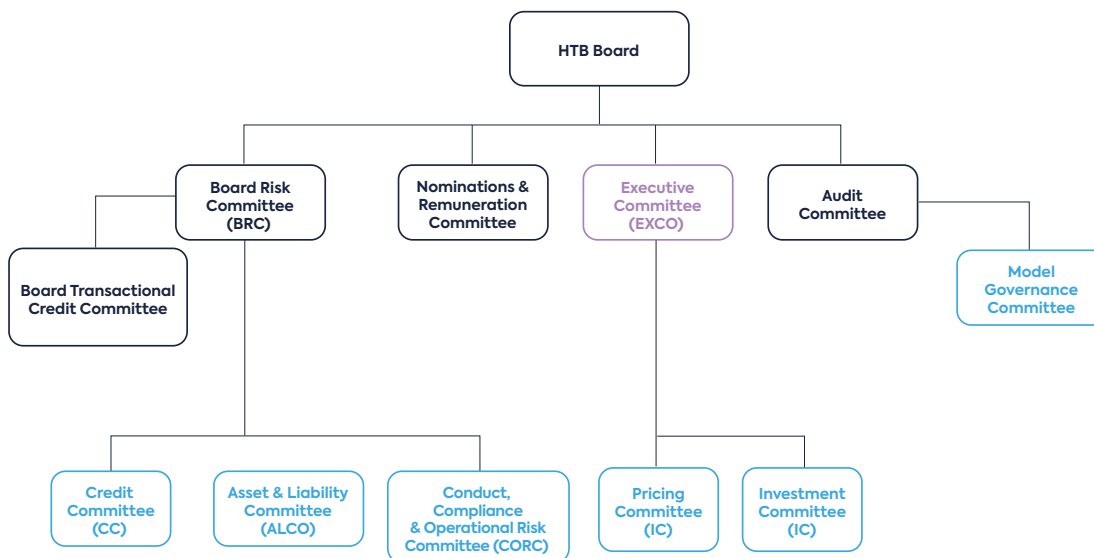 HTB Board
Board Risk
Committee
(BRC)
Nominations &
Remuneration
Committee
Executive
Committee
(EXCO)
Audit
Committee
Board Transactional
Credit Committee
Model
Governance
Committee
Credit
Committee
(CC)
Asset & Liability
Committee
(ALCO)
Conduct,
Compliance
& Operational Risk
Committee (CORC)
Pricing
Committee
(IC)
Investment
Committee
(IC)